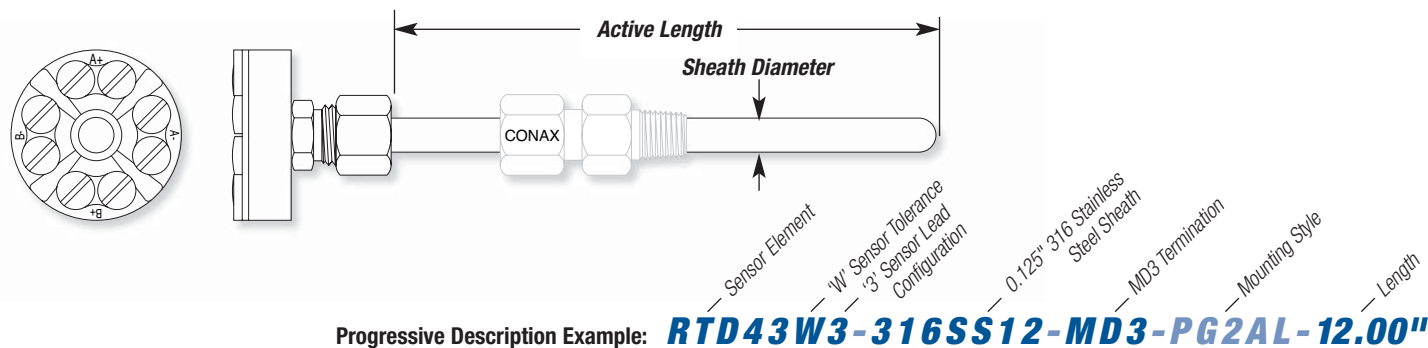 Active Length
Sheath Diameter
A+
B-
A-
B+
CONAX
Sensor Element
'W' Sensor Tolerance
'3' Sensor Lead
Configuration
0.125" 316 Stainless
Steel Sheath
MD3 Termination
Mounting Style
Length
Progressive Description Example: RTD43W3-316SS12-MD3-PG2AL-12.00"